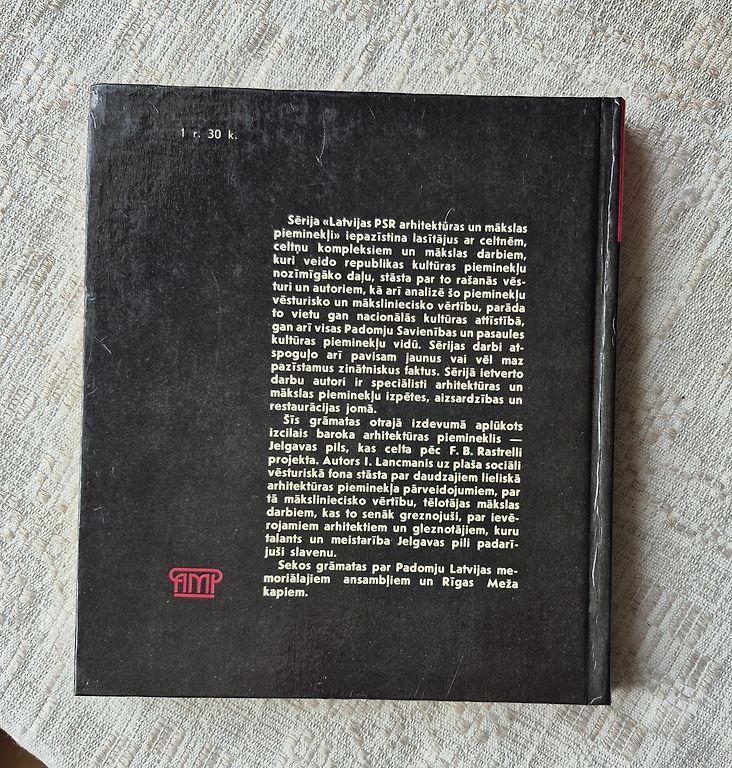 1 r. 30 k.
Sērija «Latvijas PSR arhitektūras un mākslas
pieminekļi» iepazīstina lasītājus ar celtnēm,
celtņu kompleksiem un mākslas darbiem,
kuri veido republikas kultūras pieminekļu
nozīmīgāko daļu, stāsta par to rašanās vēs-
turi un autoriem, kā arī analizē šo pieminekļu
vēsturisko un māksliniecisko vērtību, parāda
to vietu gan nacionālās kultūras attīstībā,
gan arī visas Padomju Savienības un pasaules
kultūras pieminekļu vidū. Sērijas darbi at-
spoguļo arī pavisam jaunus vai vēl maz
pazīstamus zinātniskus faktus. Sērijā ietverto
darbu autori ir speciālisti arhitektūras un
mākslas pieminekļu izpētes, aizsardzības un
restaurācijas jomā.
Šīs grāmatas otrajā izdevumā aplūkots
izcilais baroka arhitektūras piemineklis —
Jelgavas pils, kas celta pēc F. B. Rastrelli
projekta. Autors I. Lancmanis uz plaša sociāli
vēsturiskā fona stāsta par daudzajiem lieliskā
arhitektūras pieminekļa pārveidojumiem, par
tā māksliniecisko vērtību, tēlotājas mākslas
darbiem, kas to senāk greznojuši, par ievē-
rojamiem arhitektiem un gleznotājiem, kuru
talants un meistarība Jelgavas pili padarī-
juši slavenu.
Sekos grāmatas par Padomju Latvijas me-
moriālajiem ansambļiem un Rīgas Meža
kapiem.
AMP